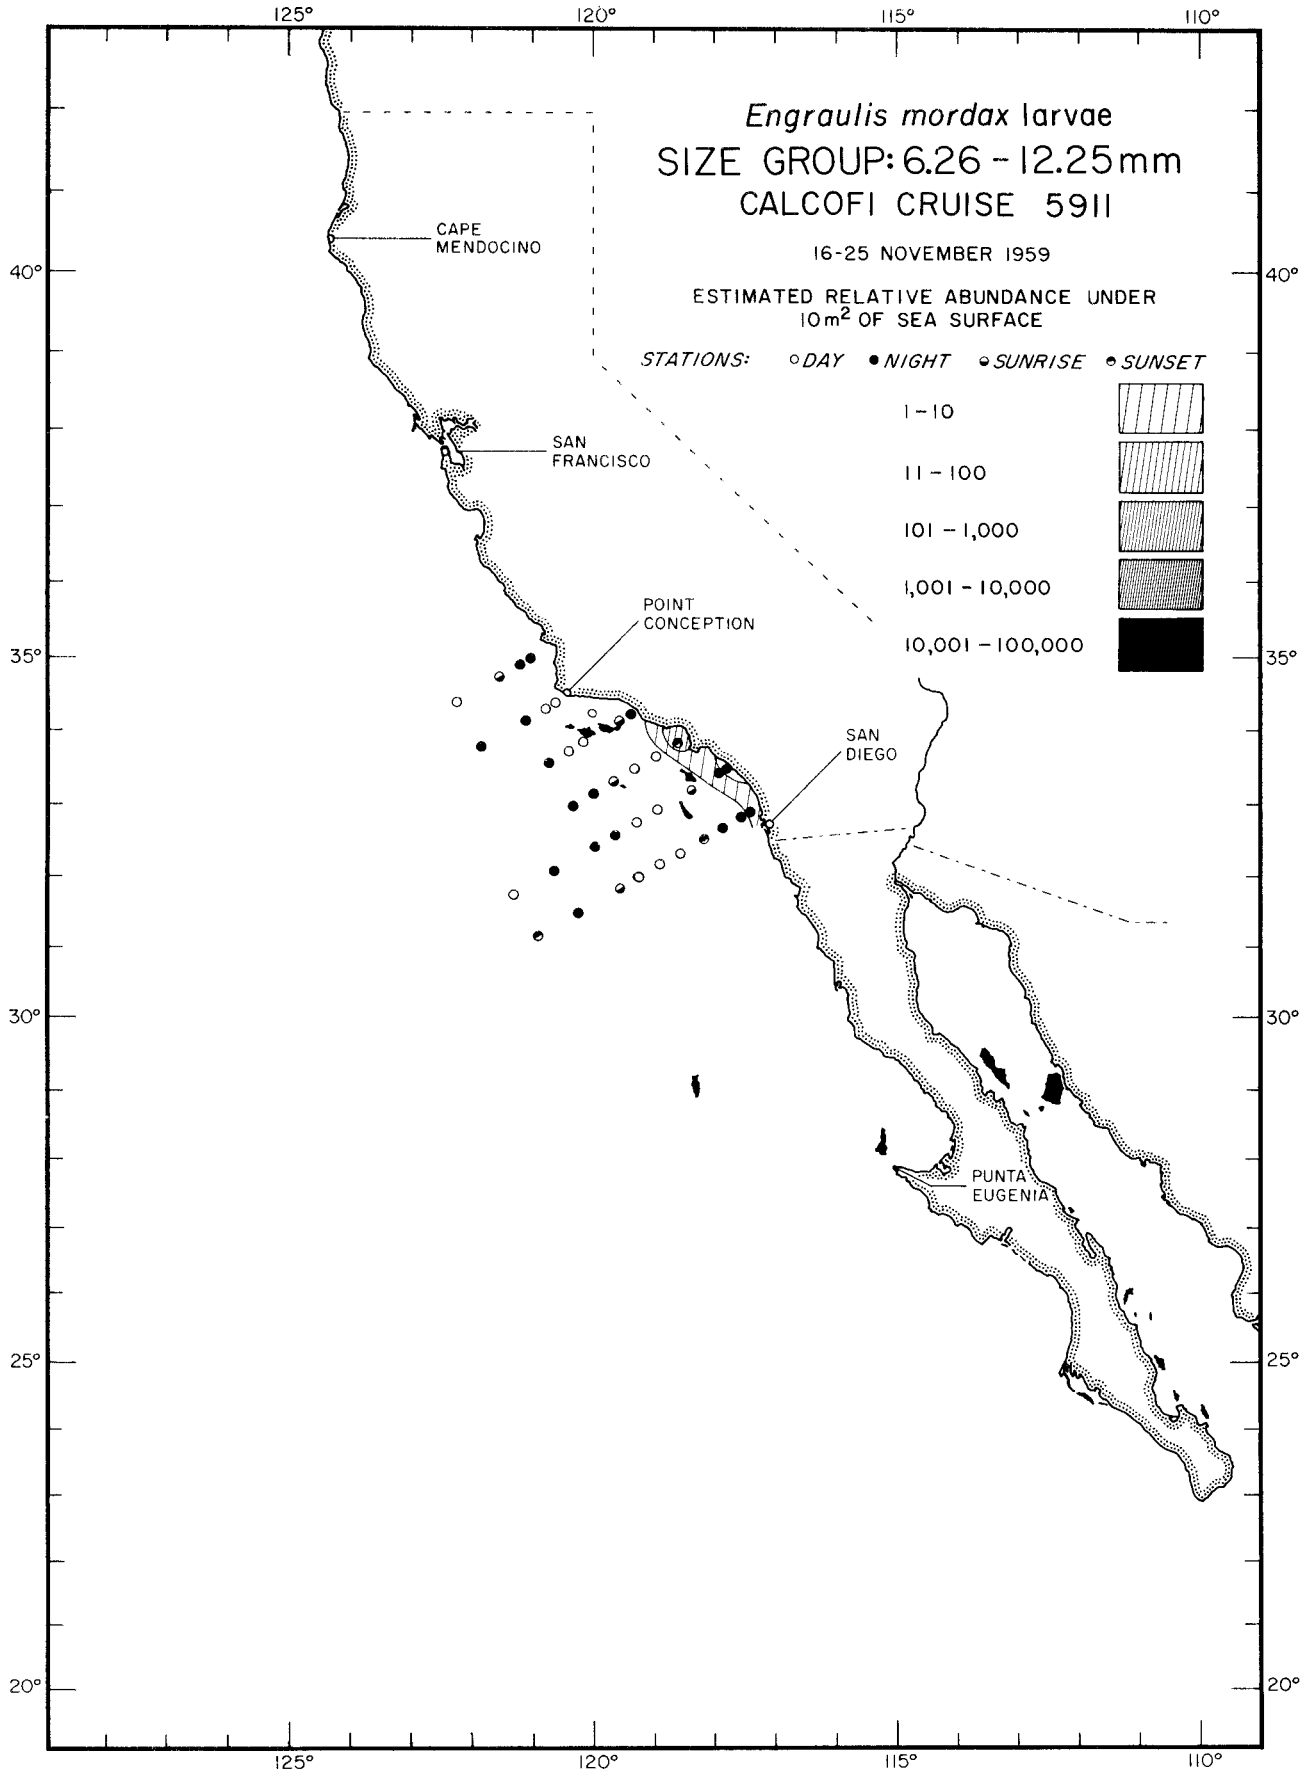 125° 120° 115° 110°
Engraulis mordax larvae
SIZE GROUP: 6.26 - 12.25 mm
CALCOFI CRUISE 5911
16-25 NOVEMBER 1959
ESTIMATED RELATIVE ABUNDANCE UNDER
10 m² OF SEA SURFACE
STATIONS: DAY NIGHT SUNRISE SUNSET
1-10
11-100
101-1,000
1,001-10,000
10,001-100,000
CAPE
MENDOCINO
40° 40°
SAN
FRANCISCO
POINT
CONCEPTION
35° 35°
SAN
DIEGO
30° 30°
PUNTA
EUGENIA
25° 25°
20° 20°
125° 120° 115° 110°